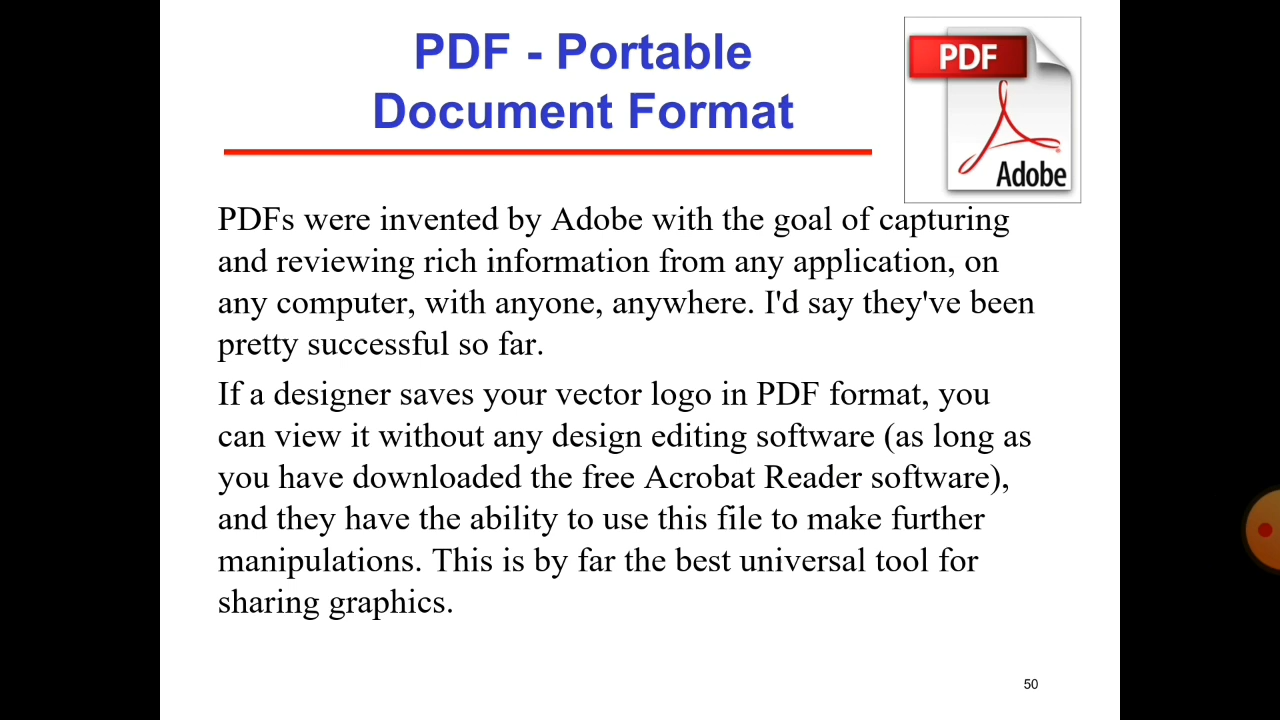 PDF - Portable
Document Format
PDF
Adobe
PDFs were invented by Adobe with the goal of capturing
and reviewing rich information from any application, on
any computer, with anyone, anywhere. I'd say they've been
pretty successful so far.
If a designer saves your vector logo in PDF format, you
can view it without any design editing software (as long as
you have downloaded the free Acrobat Reader software),
and they have the ability to use this file to make further
manipulations. This is by far the best universal tool for
sharing graphics.
50